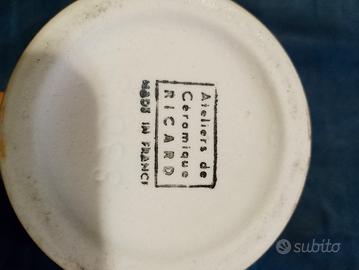 Ateliers de
Céramique
RICARD
MADE IN FRANCE
subito